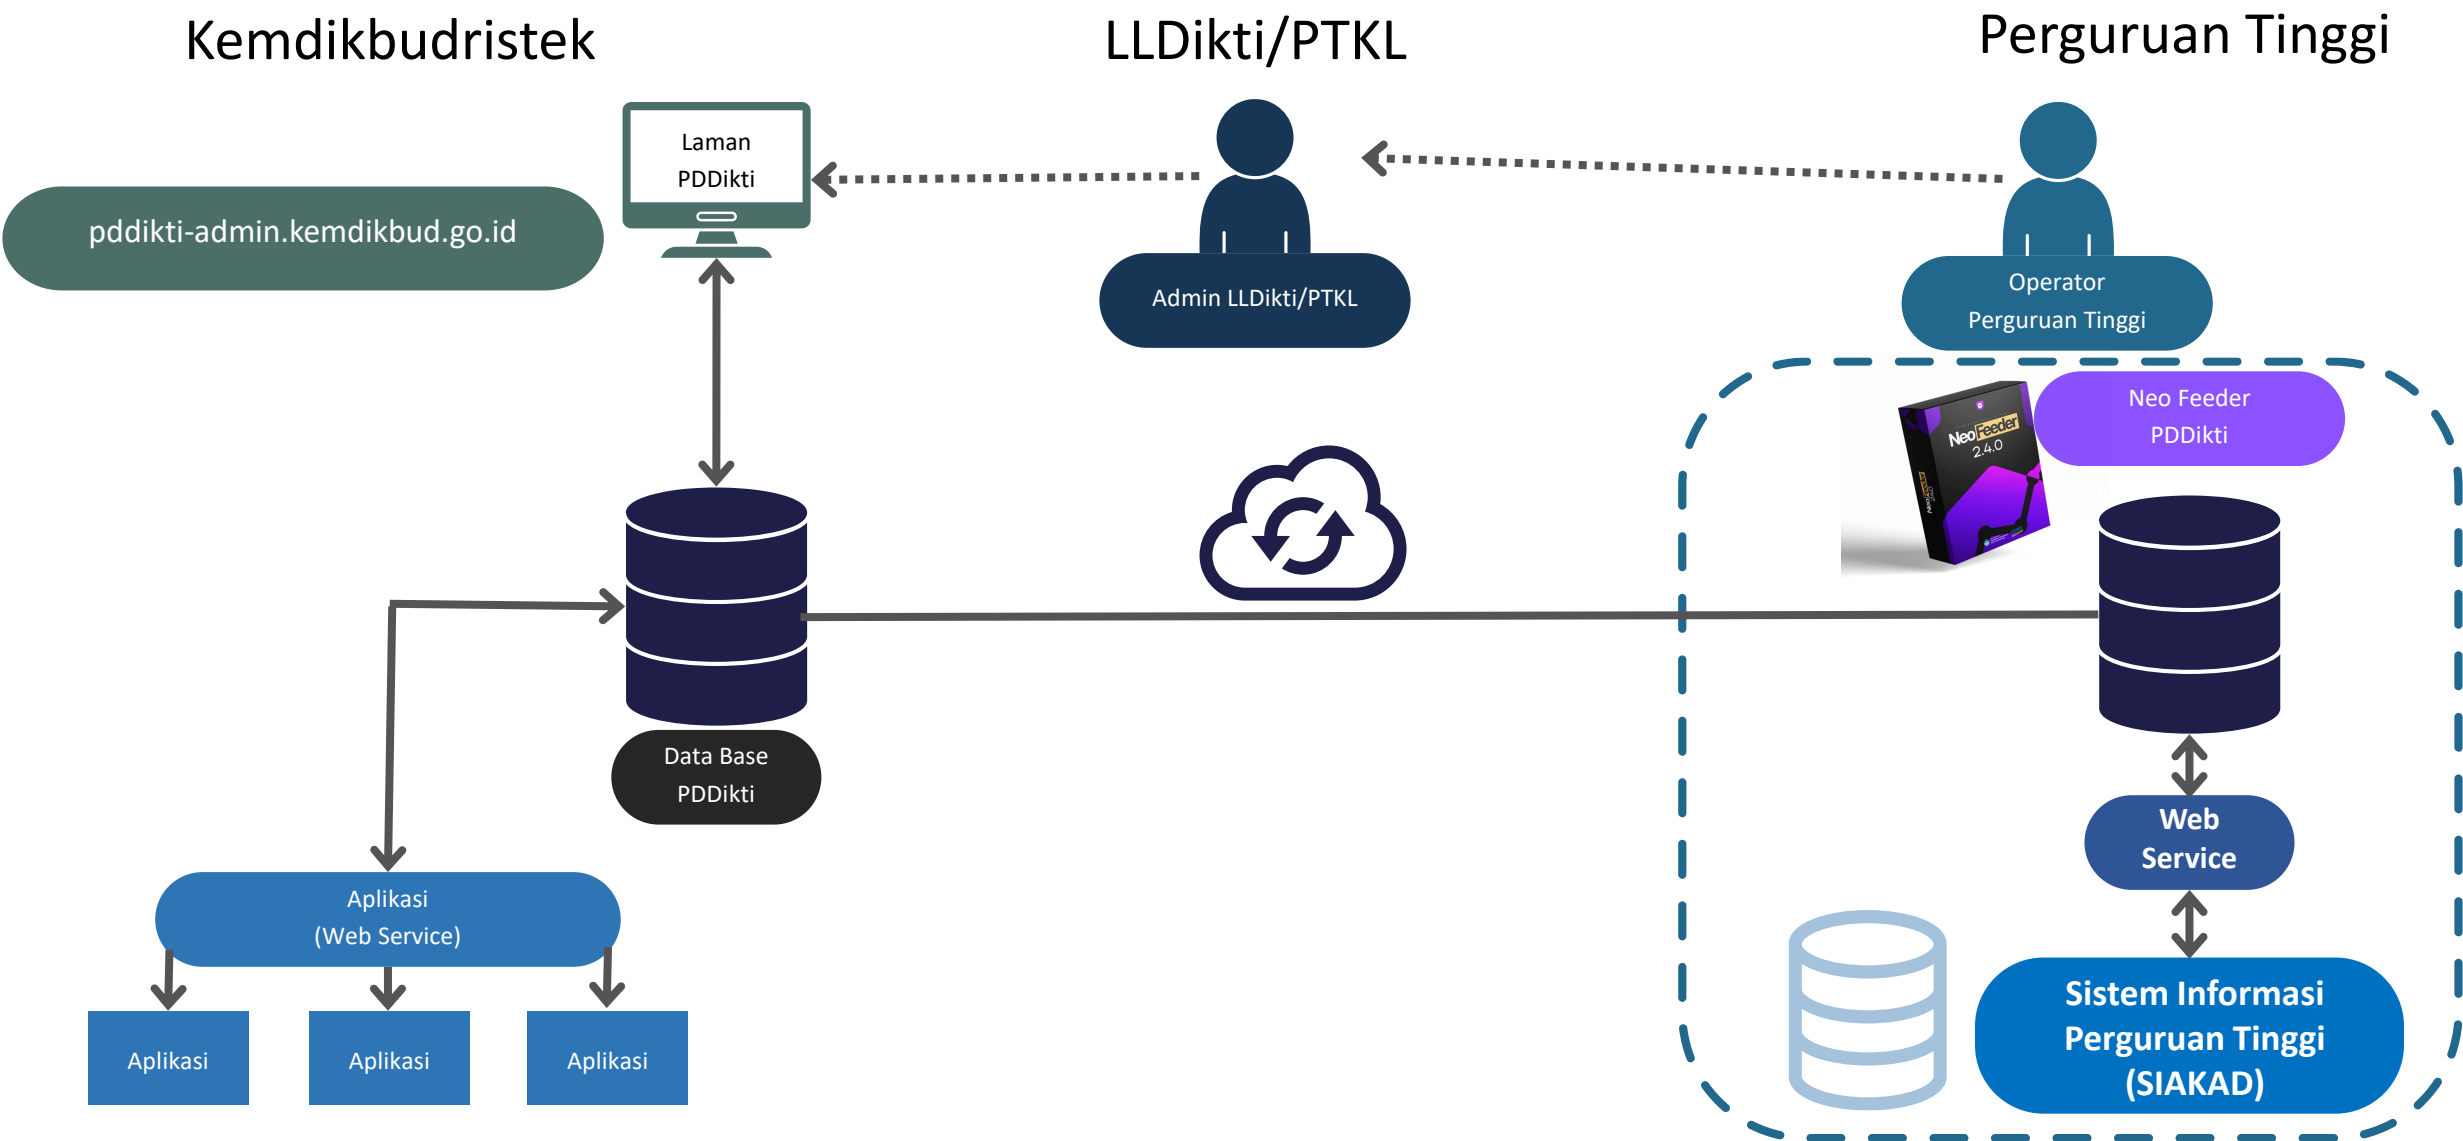 Kemdikbudristek
LLDikti/PTKL
Perguruan Tinggi
Laman
PDDikti
pddikti-admin.kemdikbud.go.id
Admin LLDikti/PTKL
Operator
Perguruan Tinggi
Neo Feeder
PDDikti
NeoFeeder
2.4.0
Data Base
PDDikti
Web
Service
Aplikasi
(Web Service)
Aplikasi
Aplikasi
Aplikasi
Sistem Informasi
Perguruan Tinggi
(SIAKAD)